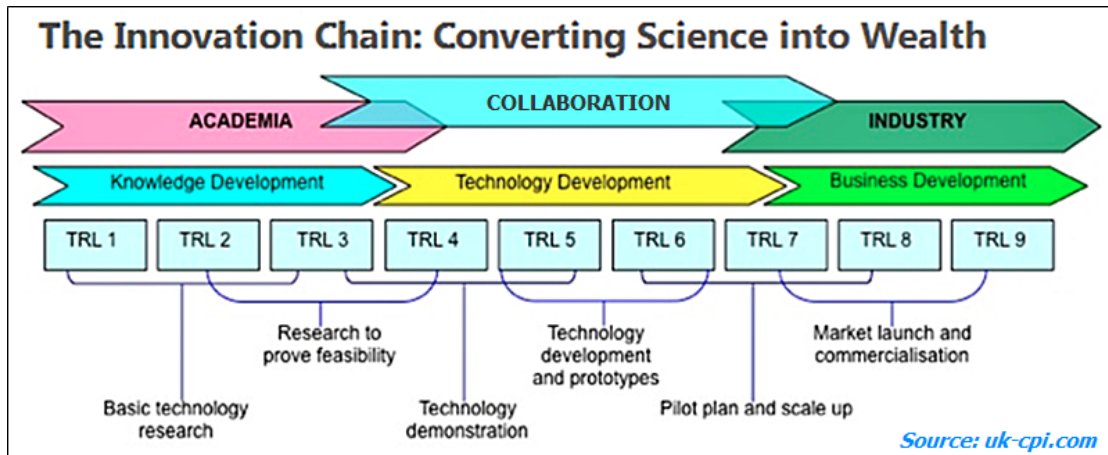 The Innovation Chain: Converting Science into Wealth
COLLABORATION
ACADEMIA
INDUSTRY
Knowledge Development
Technology Development
Business Development
TRL 1
TRL 2
TRL 3
TRL 4
TRL 5
TRL 6
TRL 7
TRL 8
TRL 9
Research to
prove feasibility
Technology
development
and prototypes
Market launch and
commercialisation
Basic technology
research
Technology
demonstration
Pilot plan and scale up
Source: uk-cpi.com